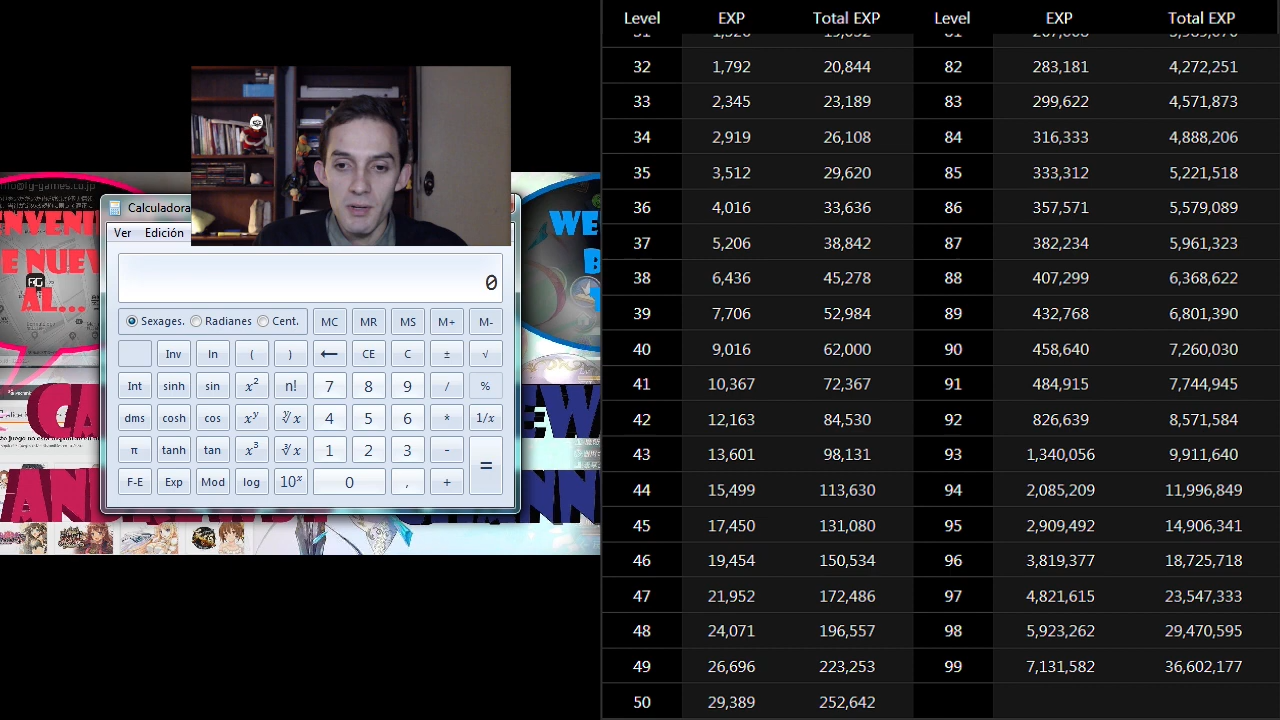 Level EXP Total EXP Level EXP Total EXP
32 1,792 20,844 82 283,181 4,272,251
33 2,345 23,189 83 299,622 4,571,873
34 2,919 26,108 84 316,333 4,888,206
35 3,512 29,620 85 333,312 5,221,518
36 4,016 33,636 86 357,571 5,579,089
37 5,206 38,842 87 382,234 5,961,323
38 6,436 45,278 88 407,299 6,368,622
39 7,706 52,984 89 432,768 6,801,390
40 9,016 62,000 90 458,640 7,260,030
41 10,367 72,367 91 484,915 7,744,945
42 12,163 84,530 92 826,639 8,571,584
43 13,601 98,131 93 1,340,056 9,911,640
44 15,499 113,630 94 2,085,209 11,996,849
45 17,450 131,080 95 2,909,492 14,906,341
46 19,454 150,534 96 3,819,377 18,725,718
47 21,952 172,486 97 4,821,615 23,547,333
48 24,071 196,557 98 5,923,262 29,470,595
49 26,696 223,253 99 7,131,582 36,602,177
50 29,389 252,642
Calculadora
Ver Edición
0
Sexages. Radianes Cent. MC MR MS M+ M-
Inv ln ( ) ← CE C ± √
Int sinh sin x² n! 7 8 9 / %
dms cosh cos xʸ ʸ√x 4 5 6 * 1/x
π tanh tan x³ ³√x 1 2 3 - =
F-E Exp Mod log 10ˣ 0 , +
AL...